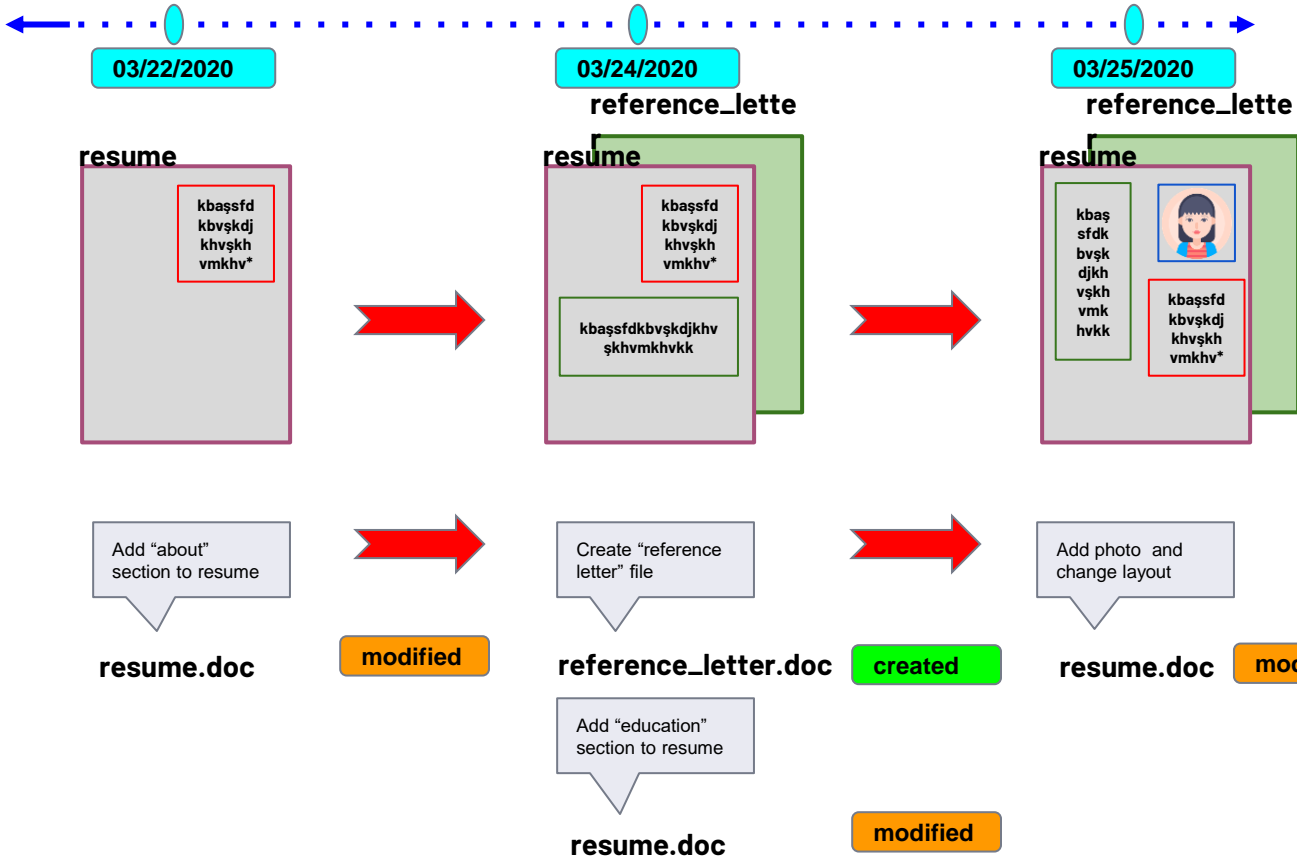 03/22/2020
03/24/2020
03/25/2020
reference_lette
r
reference_lette
r
resume
resume
resume
kbaşsfd
kbvşkdj
khvşkh
vmkhv*
kbaşsfd
kbvşkdj
khvşkh
vmkhv*
kbaşsfdkbvşkdjkhv
şkhvmkhvkk
kbaş
sfdk
bvşk
djkh
vşkh
vmk
hvkk
kbaşsfd
kbvşkdj
khvşkh
vmkhv*
Add “about”
section to resume
Create “reference
letter” file
Add photo and
change layout
resume.doc
modified
reference_letter.doc
created
resume.doc
Add “education”
section to resume
resume.doc
modified